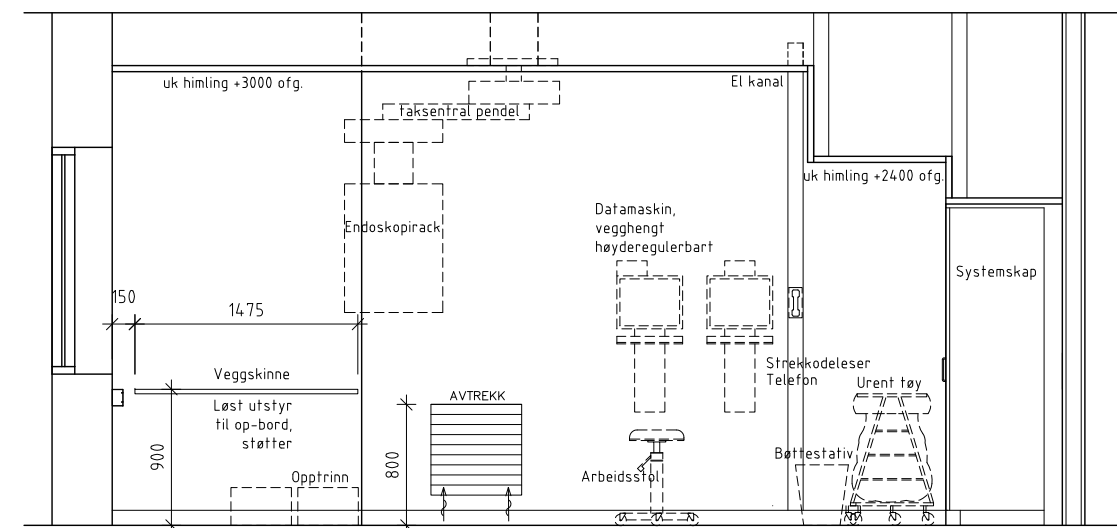 uk himling +3000 ofg.
El kanal
taksentral pendel
uk himling +2400 ofg.
Datamaskin,
vegghengt
høyderegulerbart
Endoskopirack
Systemskap
150
1475
Strekkodeleser
Telefon
Veggskinne
Urent tøy
AVTREKK
Løst utstyr
til op-bord,
støtter
900
800
Bøttestativ
Opptrinn
Arbeidsstol